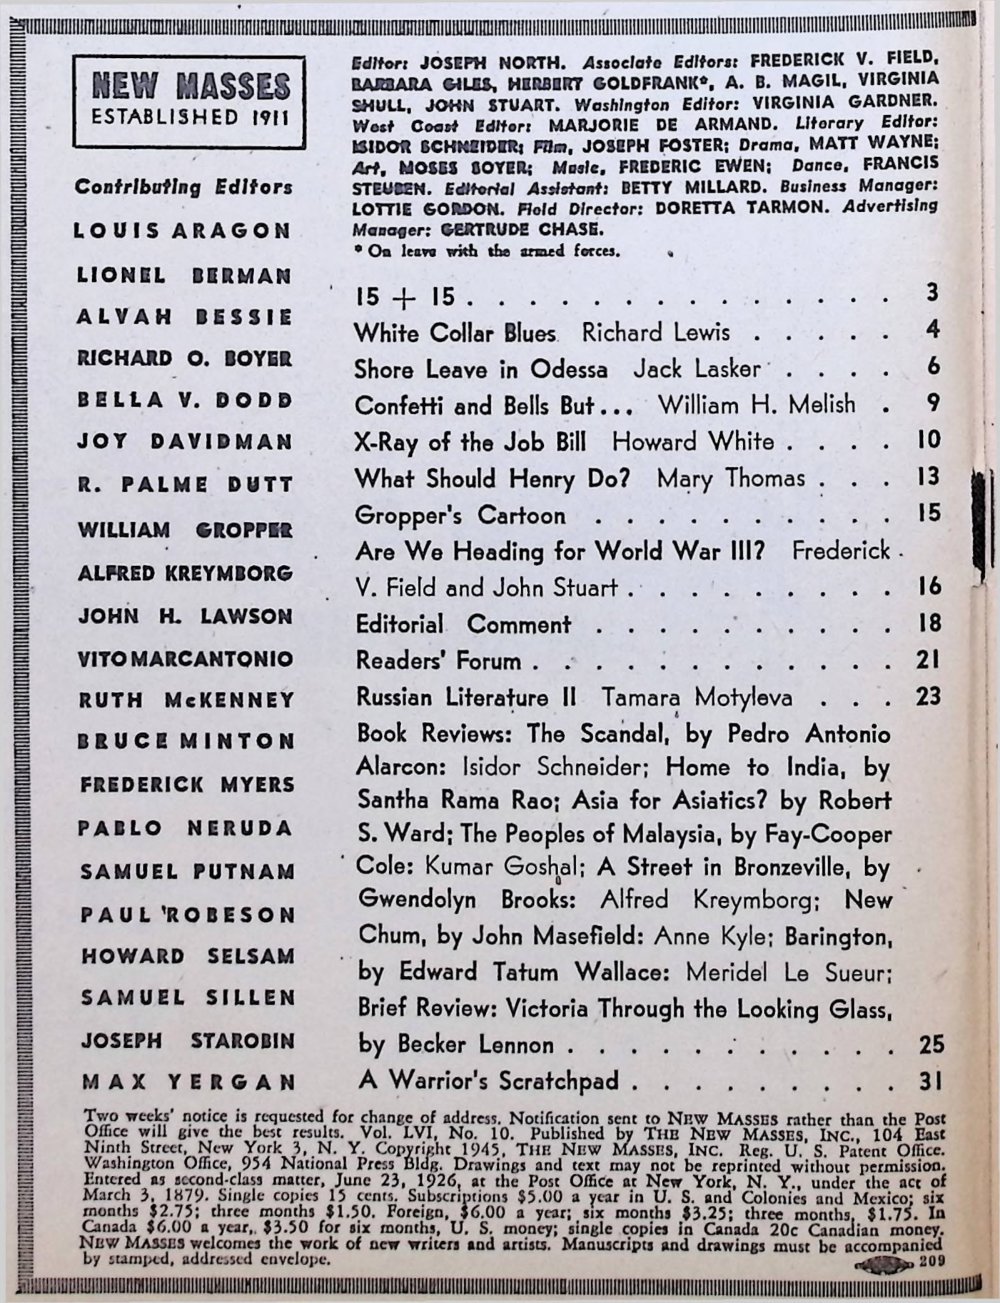 NEW MASSES
ESTABLISHED 1911
Contributing Editors
LOUIS ARAGON
LIONEL BERMAN
ALVAH BESSIE
RICHARD O. BOYER
BELLA V. DODD
JOY DAVIDMAN
R. PALME DUTT
WILLIAM GROPPER
ALFRED KREYMBORG
JOHN H. LAWSON
VITO MARCANTONIO
RUTH McKENNEY
BRUCE MINTON
FREDERICK MYERS
PABLO NERUDA
SAMUEL PUTNAM
PAUL ROBESON
HOWARD SELSAM
SAMUEL SILLEN
JOSEPH STAROBIN
MAX YERGAN
Editor: JOSEPH NORTH. Associate Editors: FREDERICK V. FIELD,
BARBARA GILES, HERBERT GOLDFRANK*, A. B. MAGIL, VIRGINIA
SHULL, JOHN STUART. Washington Editor: VIRGINIA GARDNER.
West Coast Editor: MARJORIE DE ARMAND. Literary Editor:
ISIDOR SCHNEIDER; Film, JOSEPH FOSTER; Drama, MATT WAYNE;
Art, MOSES SOYER; Music, FREDERIC EWEN; Dance, FRANCIS
STEUBEN. Editorial Assistant: BETTY MILLARD. Business Manager:
LOTTIE GORDON. Field Director: DORETTA TARMON. Advertising
Manager: GERTRUDE CHASE.
* On leave with the armed forces.
15 + 15 . . . . . . . . . . . . . . . 3
White Collar Blues Richard Lewis . . . . . 4
Shore Leave in Odessa Jack Lasker . . . . 6
Confetti and Bells But... William H. Melish . 9
X-Ray of the Job Bill Howard White . . . . 10
What Should Henry Do? Mary Thomas . . . 13
Gropper's Cartoon . . . . . . . . . . 15
Are We Heading for World War III? Frederick
V. Field and John Stuart . . . . . . . . . 16
Editorial Comment . . . . . . . . . . 18
Readers' Forum . . . . . . . . . . . . 21
Russian Literature II Tamara Motyleva . . . 23
Book Reviews: The Scandal, by Pedro Antonio
Alarcon: Isidor Schneider; Home to India, by
Santha Rama Rao; Asia for Asiatics? by Robert
S. Ward; The Peoples of Malaysia, by Fay-Cooper
Cole: Kumar Goshal; A Street in Bronzeville, by
Gwendolyn Brooks: Alfred Kreymborg; New
Chum, by John Masefield: Anne Kyle; Barington,
by Edward Tatum Wallace: Meridel Le Sueur;
Brief Review: Victoria Through the Looking Glass,
by Becker Lennon . . . . . . . . . . . 25
A Warrior's Scratchpad . . . . . . . . . 31
Two weeks' notice is requested for change of address. Notification sent to NEW MASSES rather than the Post
Office will give the best results. Vol. LVI, No. 10. Published by THE NEW MASSES, INC., 104 East
Ninth Street, New York 3, N. Y. Copyright 1945, THE NEW MASSES, INC. Reg. U. S. Patent Office.
Washington Office, 954 National Press Bldg. Drawings and text may not be reprinted without permission.
Entered as second-class matter, June 23, 1926, at the Post Office at New York, N. Y., under the act of
March 3, 1879. Single copies 15 cents. Subscriptions $5.00 a year in U. S. and Colonies and Mexico; six
months $2.75; three months $1.50. Foreign, $6.00 a year; six months $3.25; three months, $1.75. In
Canada $6.00 a year, $3.50 for six months, U. S. money; single copies in Canada 20c Canadian money.
NEW MASSES welcomes the work of new writers and artists. Manuscripts and drawings must be accompanied
by stamped, addressed envelope.
209